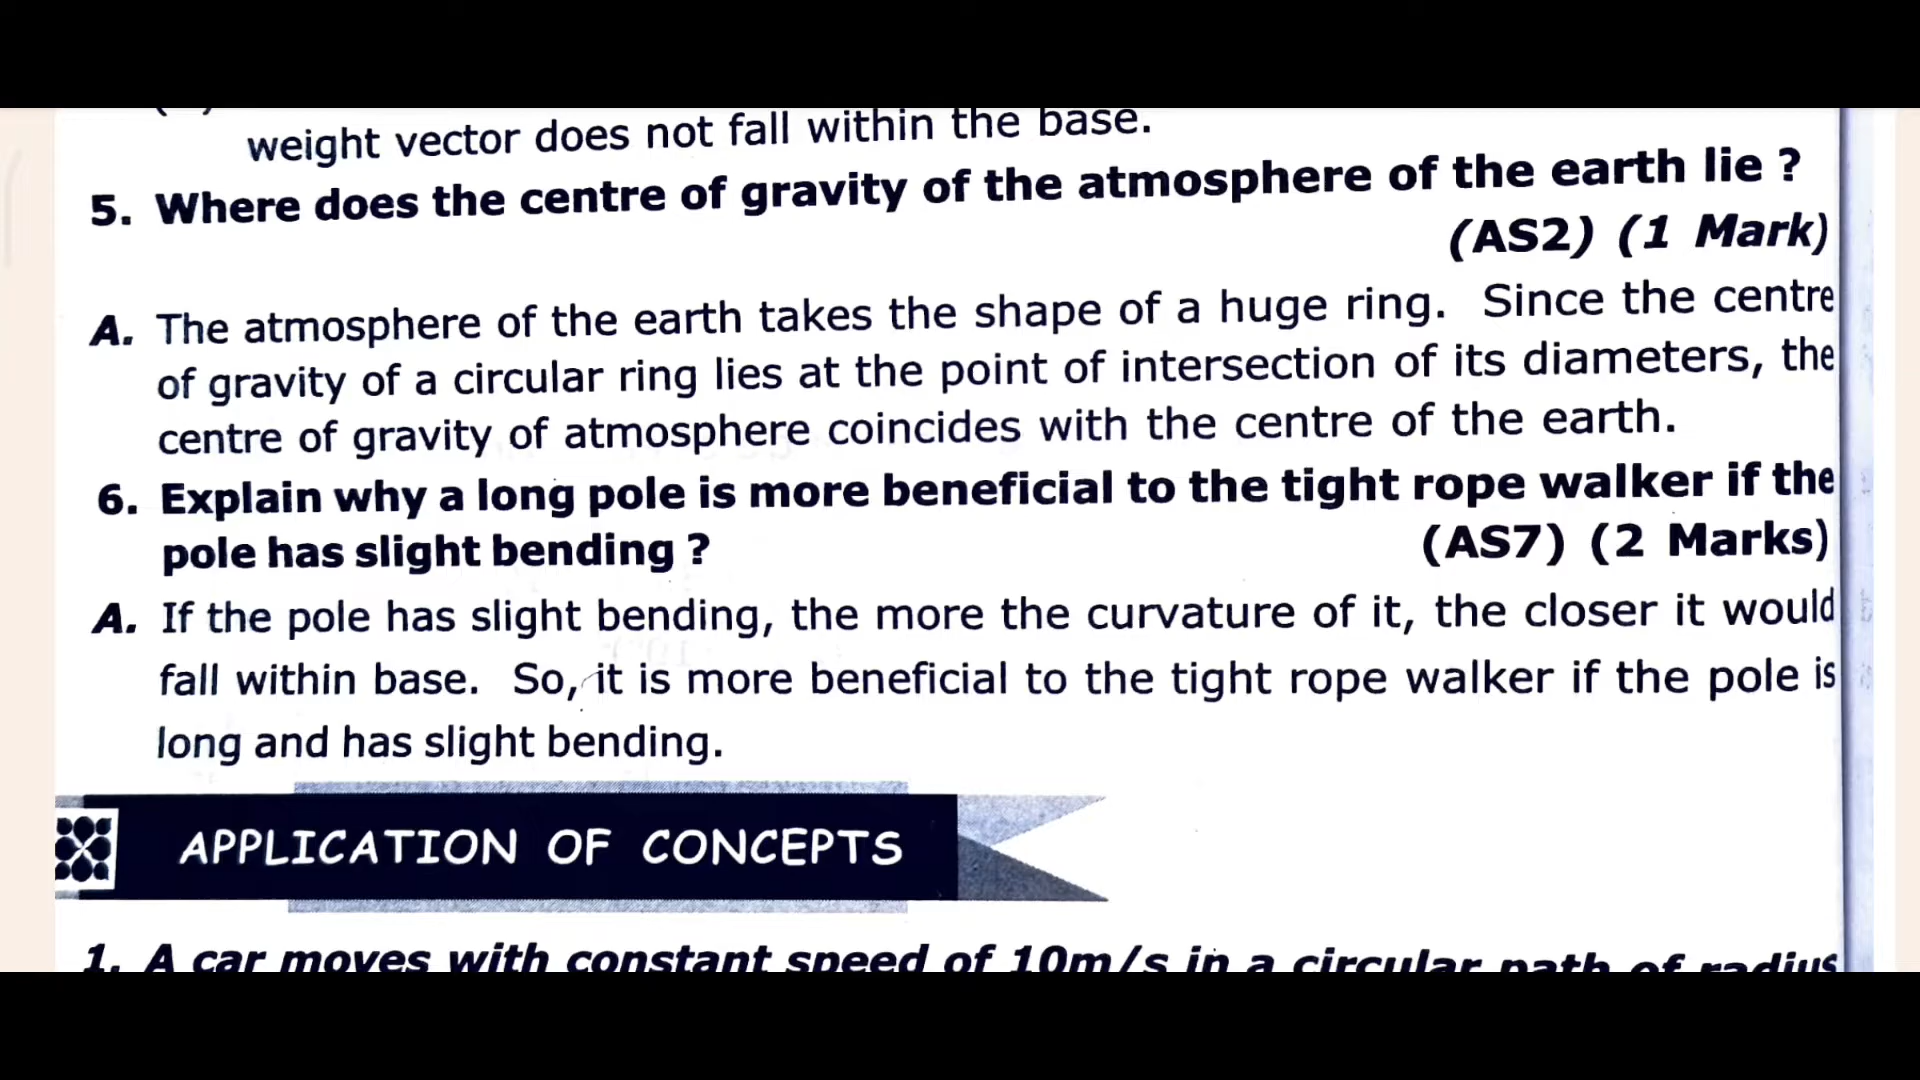 weight vector does not fall within the base.
5. Where does the centre of gravity of the atmosphere of the earth lie ?
(AS2) (1 Mark)
A. The atmosphere of the earth takes the shape of a huge ring. Since the centre
of gravity of a circular ring lies at the point of intersection of its diameters, the
centre of gravity of atmosphere coincides with the centre of the earth.
6. Explain why a long pole is more beneficial to the tight rope walker if the
pole has slight bending ?
(AS7) (2 Marks)
A. If the pole has slight bending, the more the curvature of it, the closer it would
fall within base. So, it is more beneficial to the tight rope walker if the pole is
long and has slight bending.
APPLICATION OF CONCEPTS
1. A car moves with constant speed of 10m/s in a circular path of radius